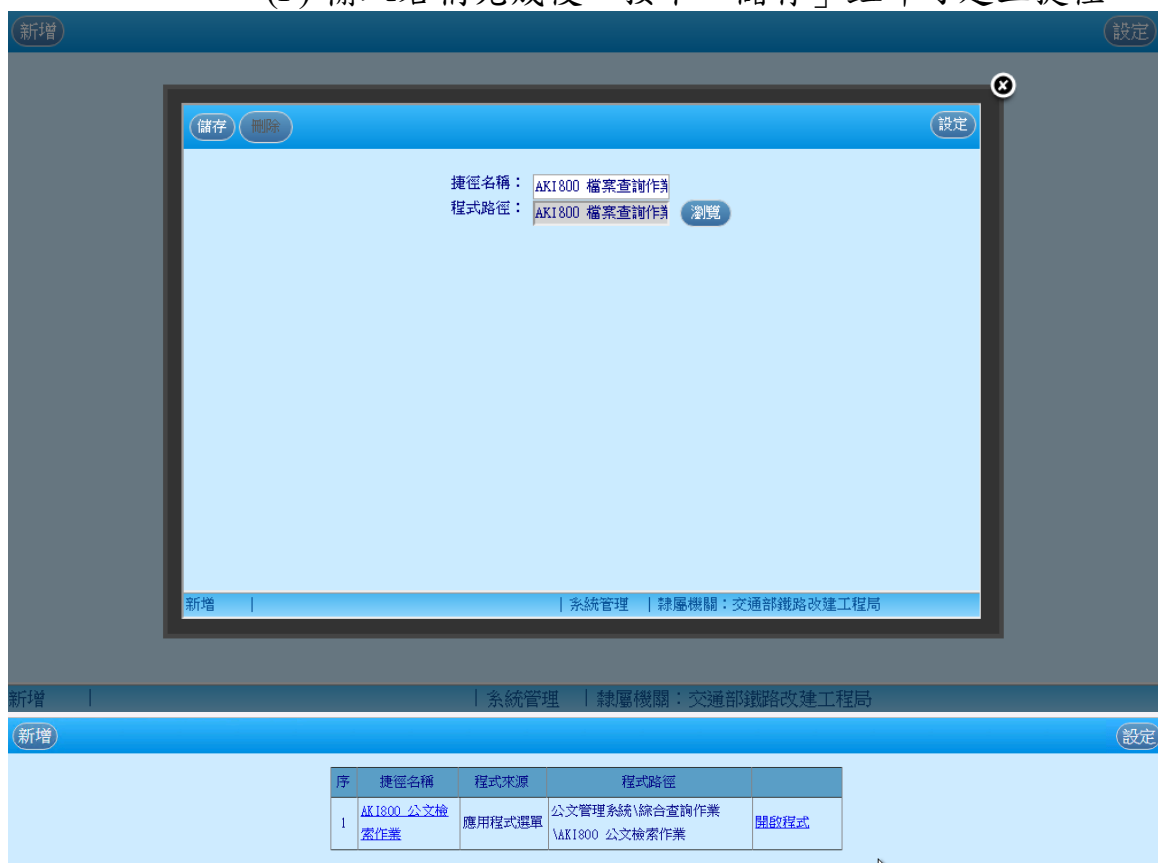 新增 設定
儲存 刪除 設定
捷徑名稱： AKI800 檔案查詢作業
程式路徑： AKI800 檔案查詢作業 瀏覽
新增 | | 系統管理 | 隸屬機關：交通部鐵路改建工程局
新增 | | 系統管理 | 隸屬機關：交通部鐵路改建工程局
新增 設定
序 捷徑名稱 程式來源 程式路徑
1 AKI800 公文檢索作業 應用程式選單 公文管理系統\綜合查詢作業\AKI800 公文檢索作業 開啟程式